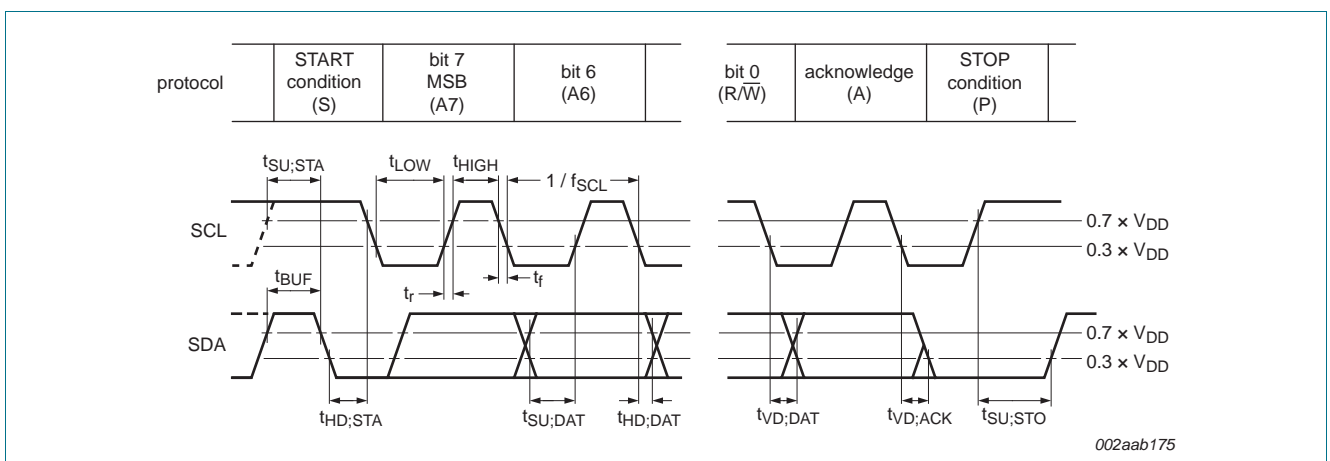 protocol
START
condition
(S)
bit 7
MSB
(A7)
bit 6
(A6)
bit 0
(R/W̅)
acknowledge
(A)
STOP
condition
(P)
tSU;STA
tLOW
tHIGH
1 / fSCL
SCL
0.7 × VDD
0.3 × VDD
tBUF
tr
tf
SDA
0.7 × VDD
0.3 × VDD
tHD;STA
tSU;DAT
tHD;DAT
tVD;DAT
tVD;ACK
tSU;STO
002aab175